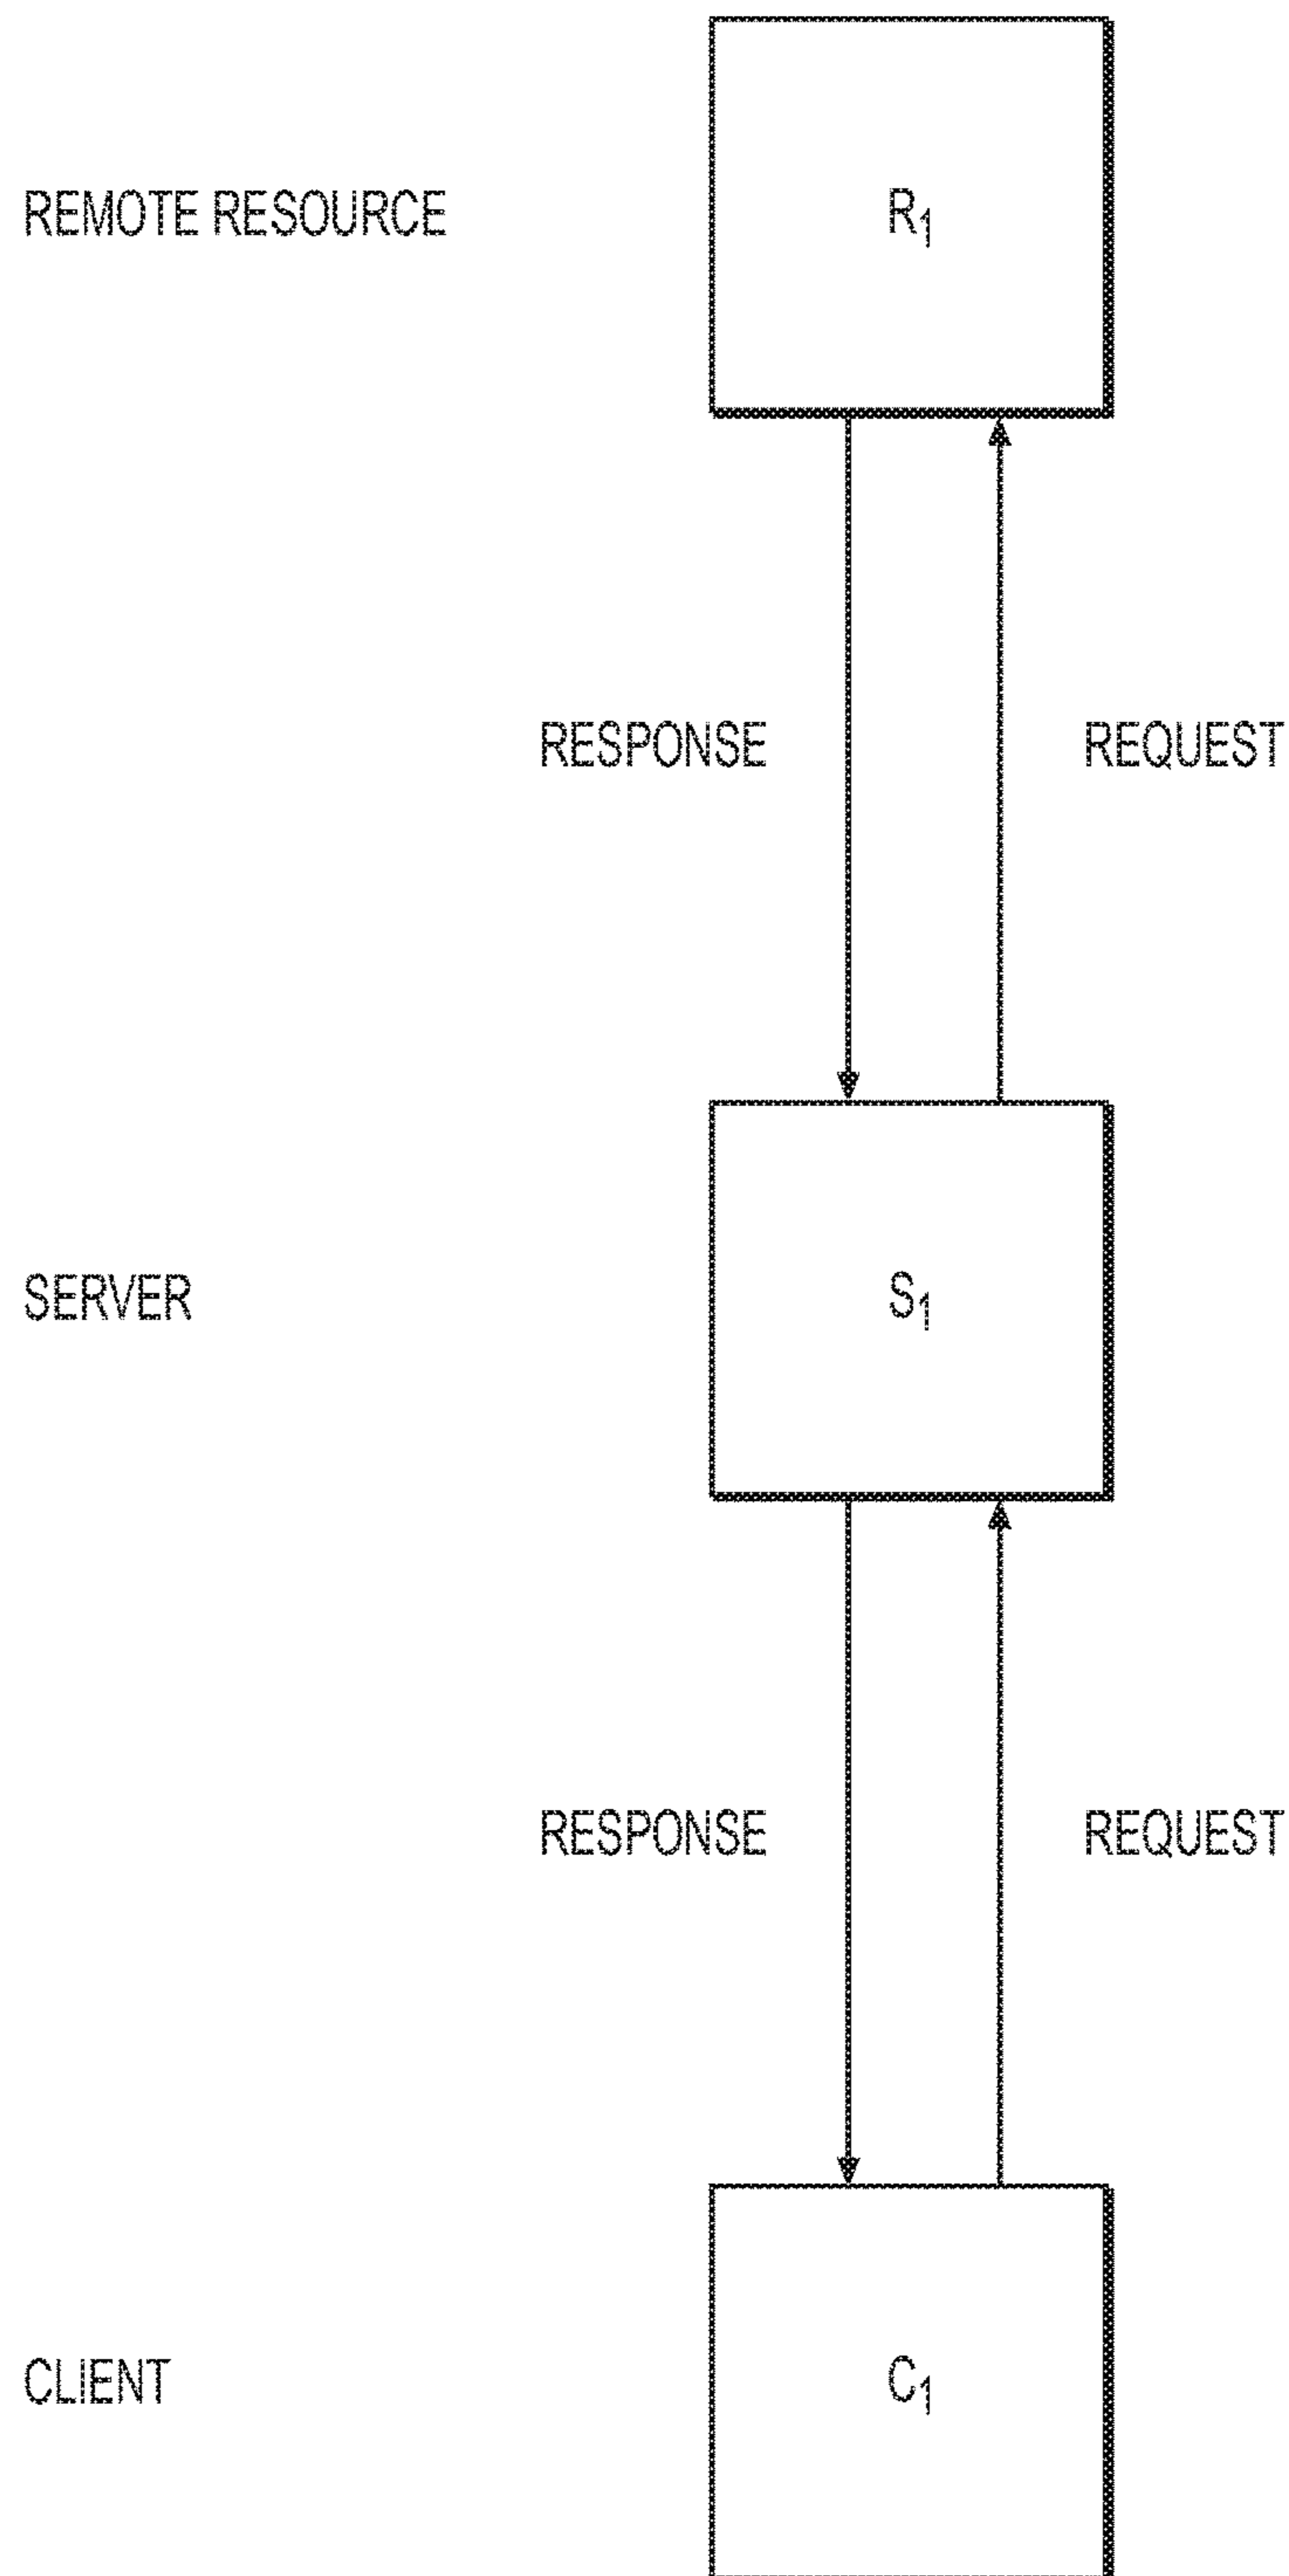 REMOTE RESOURCE
R1
RESPONSE
REQUEST
SERVER
S1
RESPONSE
REQUEST
CLIENT
C1